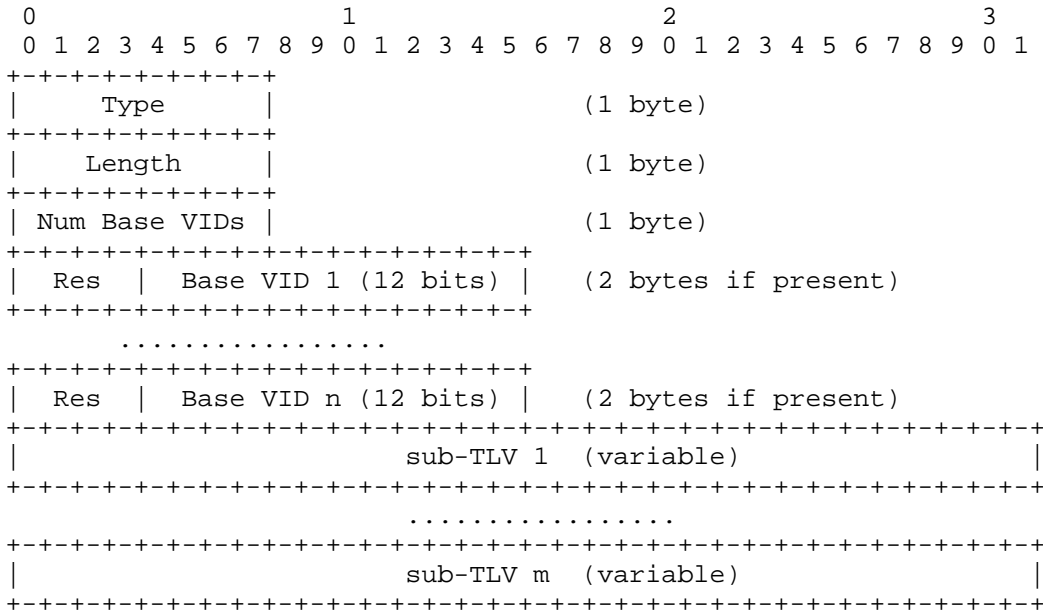 0                   1                   2                   3
 0 1 2 3 4 5 6 7 8 9 0 1 2 3 4 5 6 7 8 9 0 1 2 3 4 5 6 7 8 9 0 1
+-+-+-+-+-+-+-+-+
|     Type      |                   (1 byte)
+-+-+-+-+-+-+-+-+
|    Length     |                   (1 byte)
+-+-+-+-+-+-+-+-+
| Num Base VIDs |                   (1 byte)
+-+-+-+-+-+-+-+-+-+-+-+-+-+-+-+-+
|  Res  |  Base VID 1 (12 bits) |   (2 bytes if present)
+-+-+-+-+-+-+-+-+-+-+-+-+-+-+-+-+
       .................
+-+-+-+-+-+-+-+-+-+-+-+-+-+-+-+-+
|  Res  |  Base VID n (12 bits) |   (2 bytes if present)
+-+-+-+-+-+-+-+-+-+-+-+-+-+-+-+-+-+-+-+-+-+-+-+-+-+-+-+-+-+-+-+-+
|                        sub-TLV 1  (variable)                  |
+-+-+-+-+-+-+-+-+-+-+-+-+-+-+-+-+-+-+-+-+-+-+-+-+-+-+-+-+-+-+-+-+
                         .................
+-+-+-+-+-+-+-+-+-+-+-+-+-+-+-+-+-+-+-+-+-+-+-+-+-+-+-+-+-+-+-+-+
|                        sub-TLV m  (variable)                  |
+-+-+-+-+-+-+-+-+-+-+-+-+-+-+-+-+-+-+-+-+-+-+-+-+-+-+-+-+-+-+-+-+